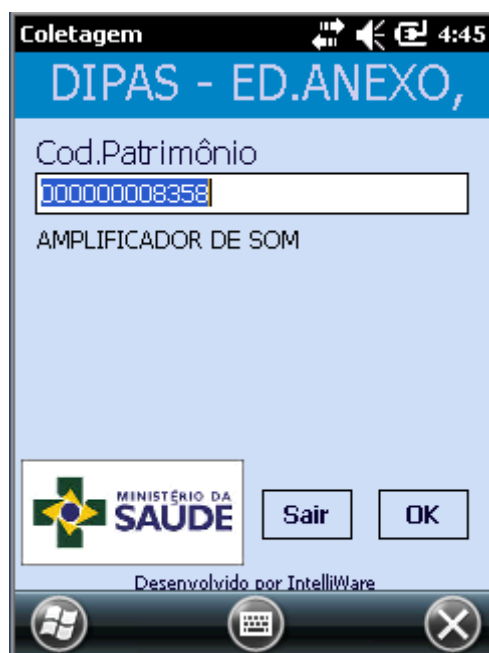 Coletagem 4:45
DIPAS - ED.ANEXO,
Cod.Patrimônio
000000008358
AMPLIFICADOR DE SOM
MINISTÉRIO DA
SAÚDE
Sair OK
Desenvolvido por IntelliWare